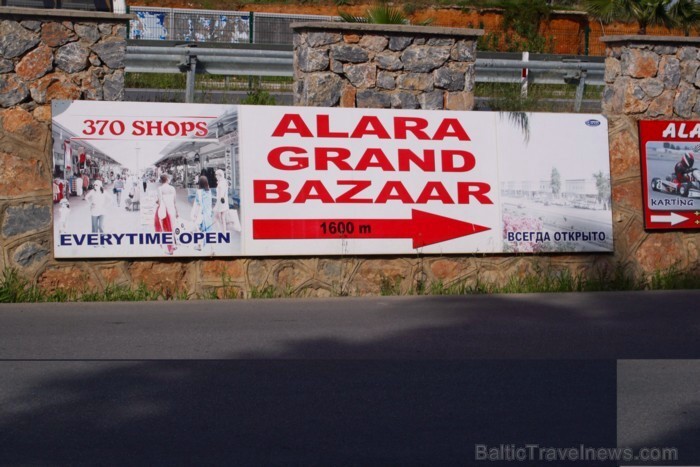 370 SHOPS
EVERYTIME OPEN
ALARA
GRAND
BAZAAR
1600 m
ВСЕГДА ОТКРЫТО
ALA
KARTING
BalticTravelnews.com